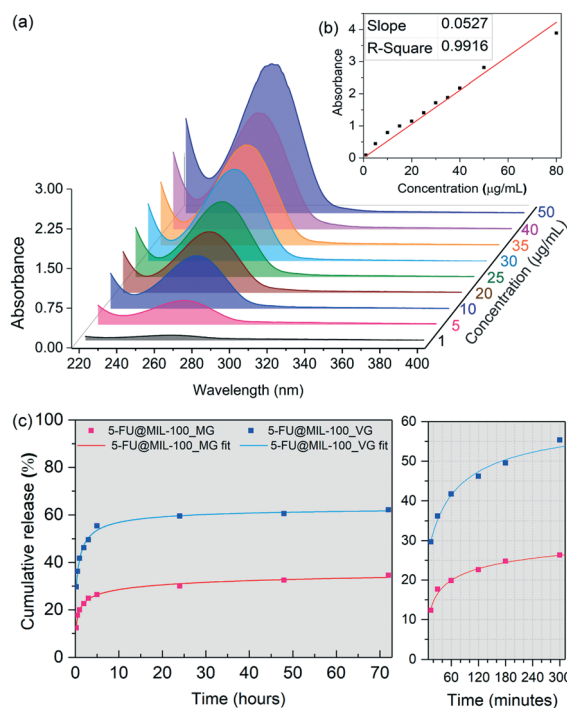 (a)
(b)
Slope 0.0527
R-Square 0.9916
Absorbance
4
3
2
1
0
0 20 40 60 80
Concentration (µg/mL)
Absorbance
3.00
2.25
1.50
0.75
0.00
220 240 260 280 300 320 340 360 380 400
Wavelength (nm)
50
40
35
30
25
20
10
5
1
Concentration (µg/mL)
(c)
5-FU@MIL-100_MG 5-FU@MIL-100_VG
5-FU@MIL-100_MG fit 5-FU@MIL-100_VG fit
Cumulative release (%)
100
80
60
40
20
0
0 10 20 30 40 50 60 70
Time (hours)
60
50
40
30
20
10
0
60 120 180 240 300
Time (minutes)